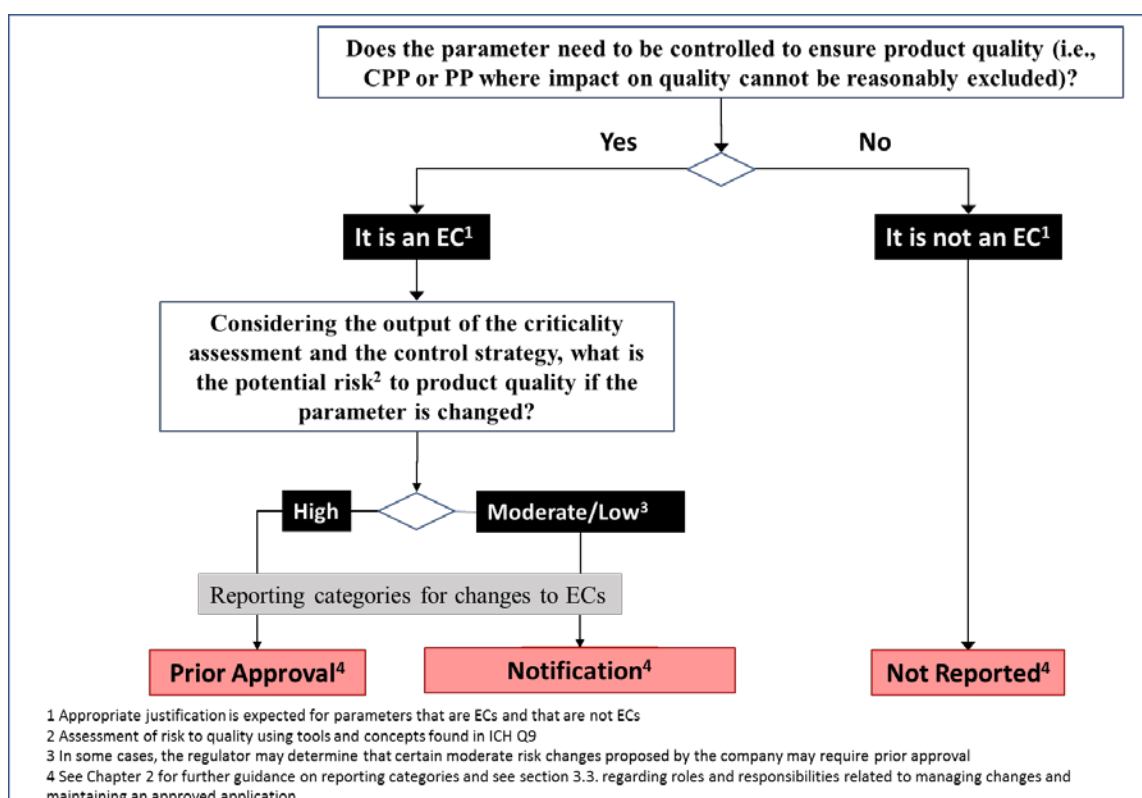 Does the parameter need to be controlled to ensure product quality (i.e.,
CPP or PP where impact on quality cannot be reasonably excluded)?
Yes
No
It is an EC¹
It is not an EC¹
Considering the output of the criticality
assessment and the control strategy, what is
the potential risk² to product quality if the
parameter is changed?
High
Moderate/Low³
Reporting categories for changes to ECs
Prior Approval⁴
Notification⁴
Not Reported⁴
1 Appropriate justification is expected for parameters that are ECs and that are not ECs
2 Assessment of risk to quality using tools and concepts found in ICH Q9
3 In some cases, the regulator may determine that certain moderate risk changes proposed by the company may require prior approval
4 See Chapter 2 for further guidance on reporting categories and see section 3.3. regarding roles and responsibilities related to managing changes and
maintaining an approved application